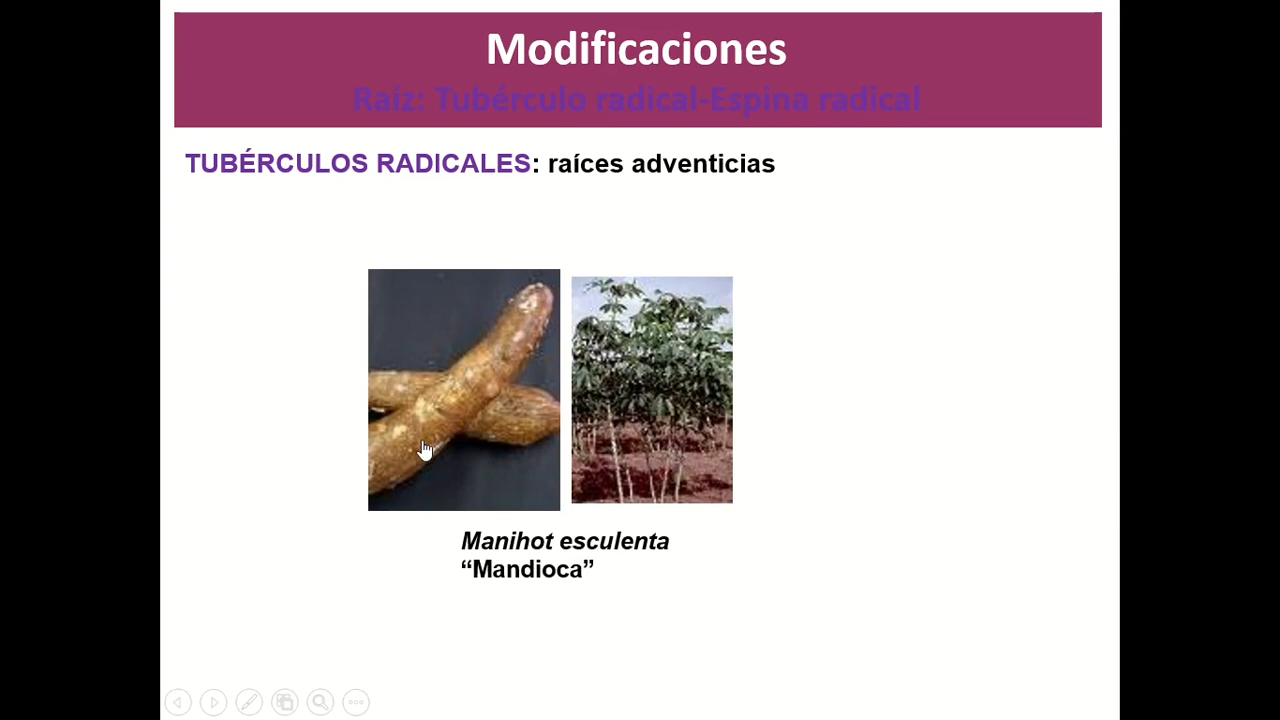 Modificaciones
Raíz: Tubérculo radical-Espina radical
TUBÉRCULOS RADICALES: raíces adventicias
Manihot esculenta
“Mandioca”